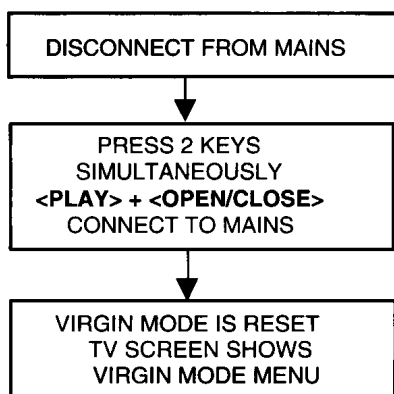 DISCONNECT FROM MAINS
PRESS 2 KEYS
SIMULTANEOUSLY
<PLAY> + <OPEN/CLOSE>
CONNECT TO MAINS
VIRGIN MODE IS RESET
TV SCREEN SHOWS
VIRGIN MODE MENU